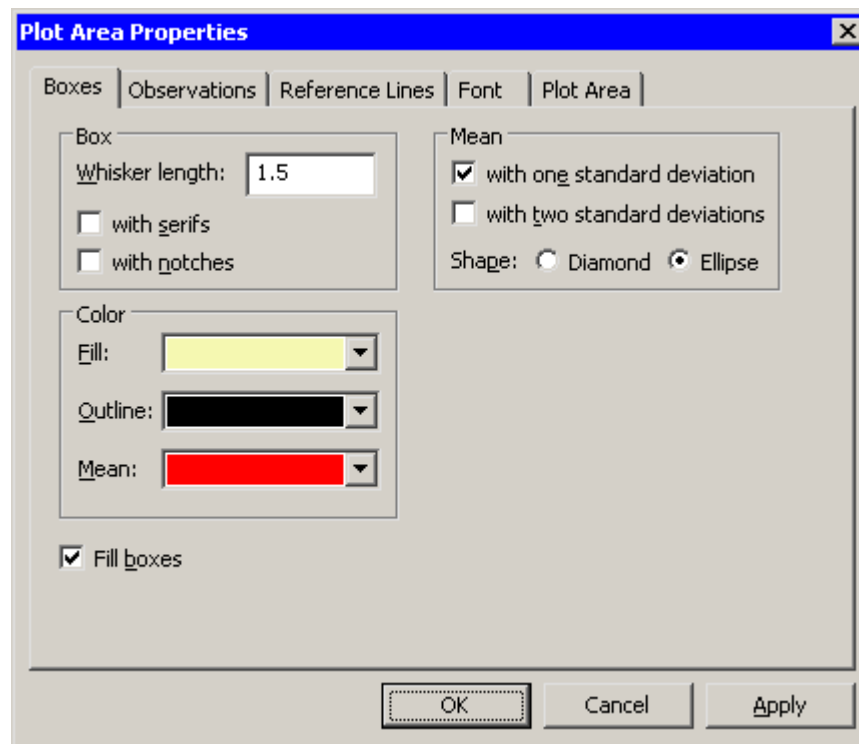 Plot Area Properties
Boxes
Observations
Reference Lines
Font
Plot Area
Box
Whisker length: 1.5
with serifs
with notches
Mean
with one standard deviation
with two standard deviations
Shape: Diamond Ellipse
Color
Fill:
Outline:
Mean:
Fill boxes
OK
Cancel
Apply